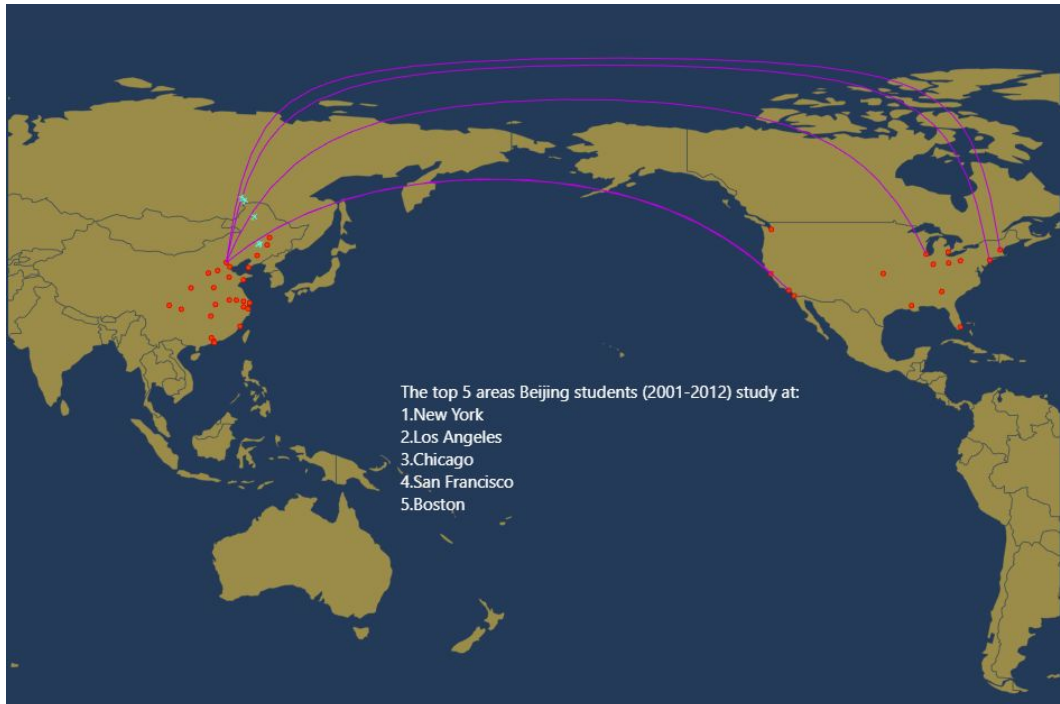 The top 5 areas Beijing students (2001-2012) study at:
1.New York
2.Los Angeles
3.Chicago
4.San Francisco
5.Boston